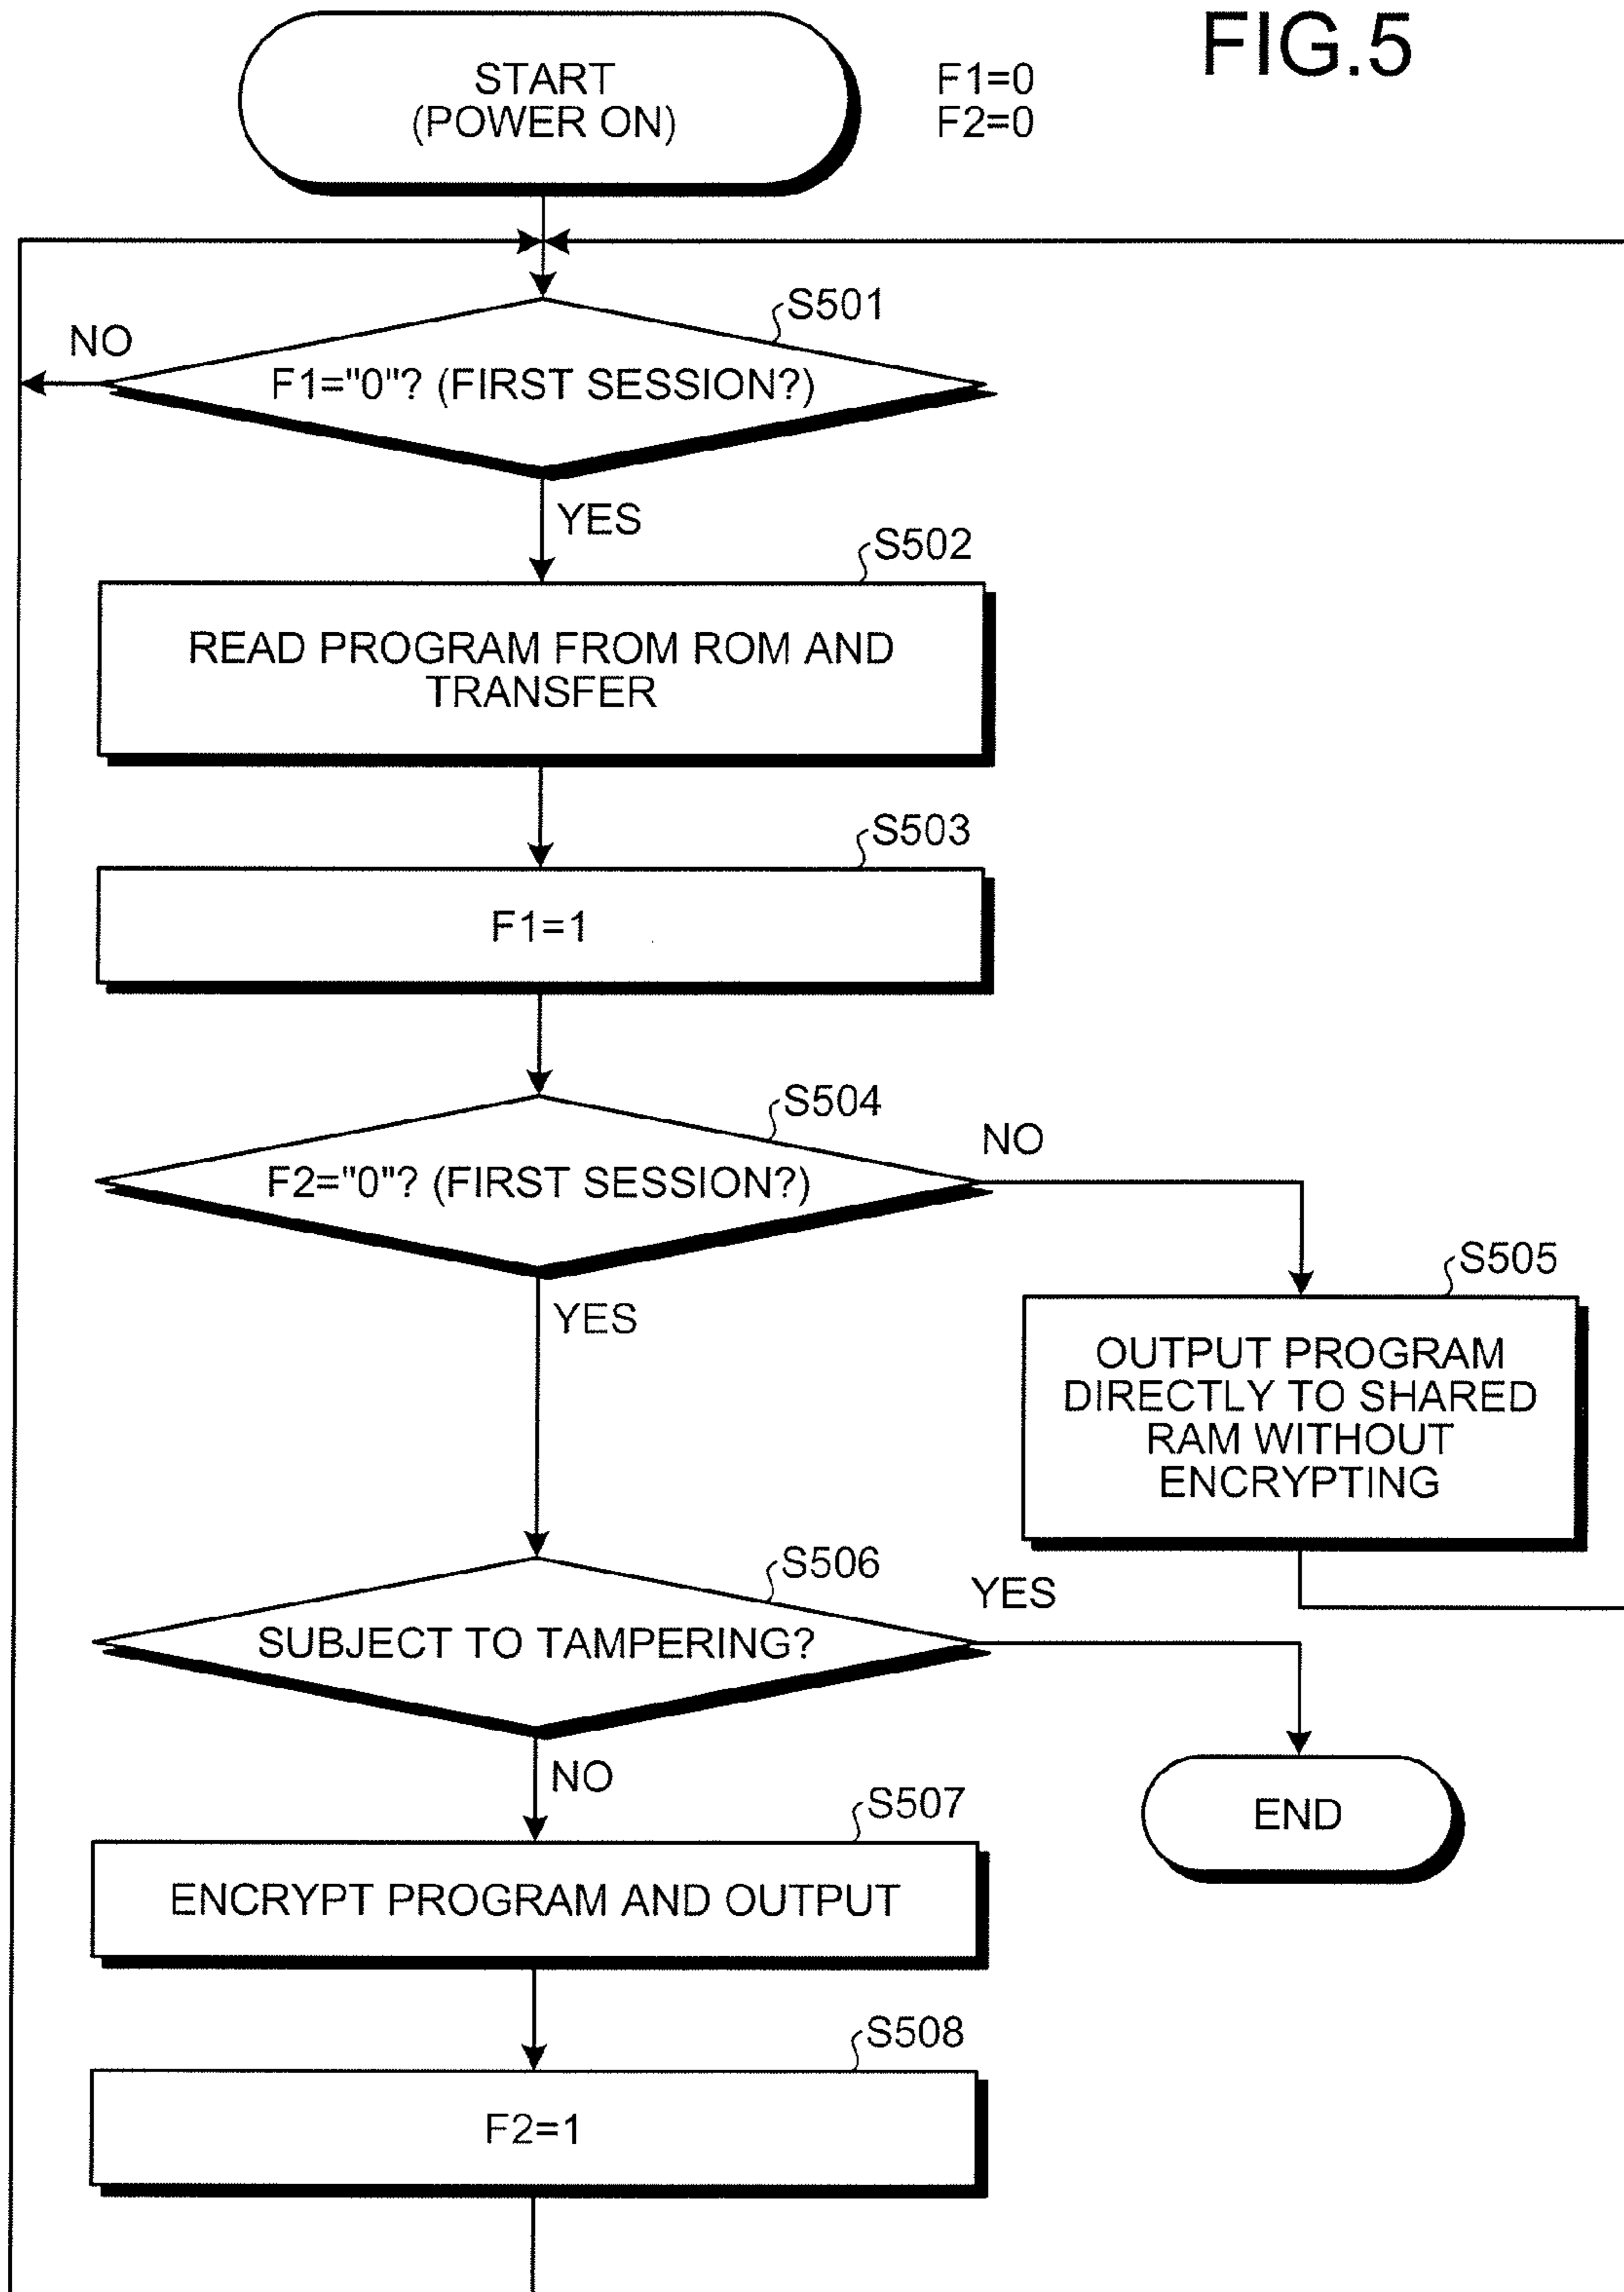 FIG.5
START
(POWER ON)
F1=0
F2=0
S501
NO
F1="0"? (FIRST SESSION?)
YES
S502
READ PROGRAM FROM ROM AND
TRANSFER
S503
F1=1
S504
NO
F2="0"? (FIRST SESSION?)
YES
S505
OUTPUT PROGRAM
DIRECTLY TO SHARED
RAM WITHOUT
ENCRYPTING
S506
YES
SUBJECT TO TAMPERING?
NO
END
S507
ENCRYPT PROGRAM AND OUTPUT
S508
F2=1